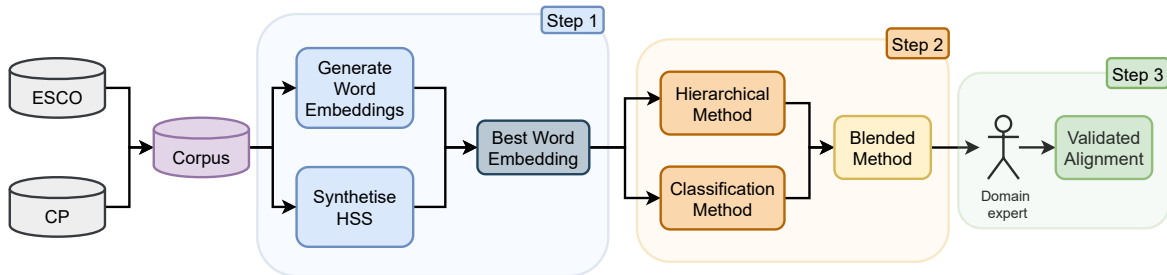 Step 1
Step 2
Step 3
ESCO
CP
Corpus
Generate
Word
Embeddings
Synthetise
HSS
Best Word
Embedding
Hierarchical
Method
Classification
Method
Blended
Method
Domain
expert
Validated
Alignment